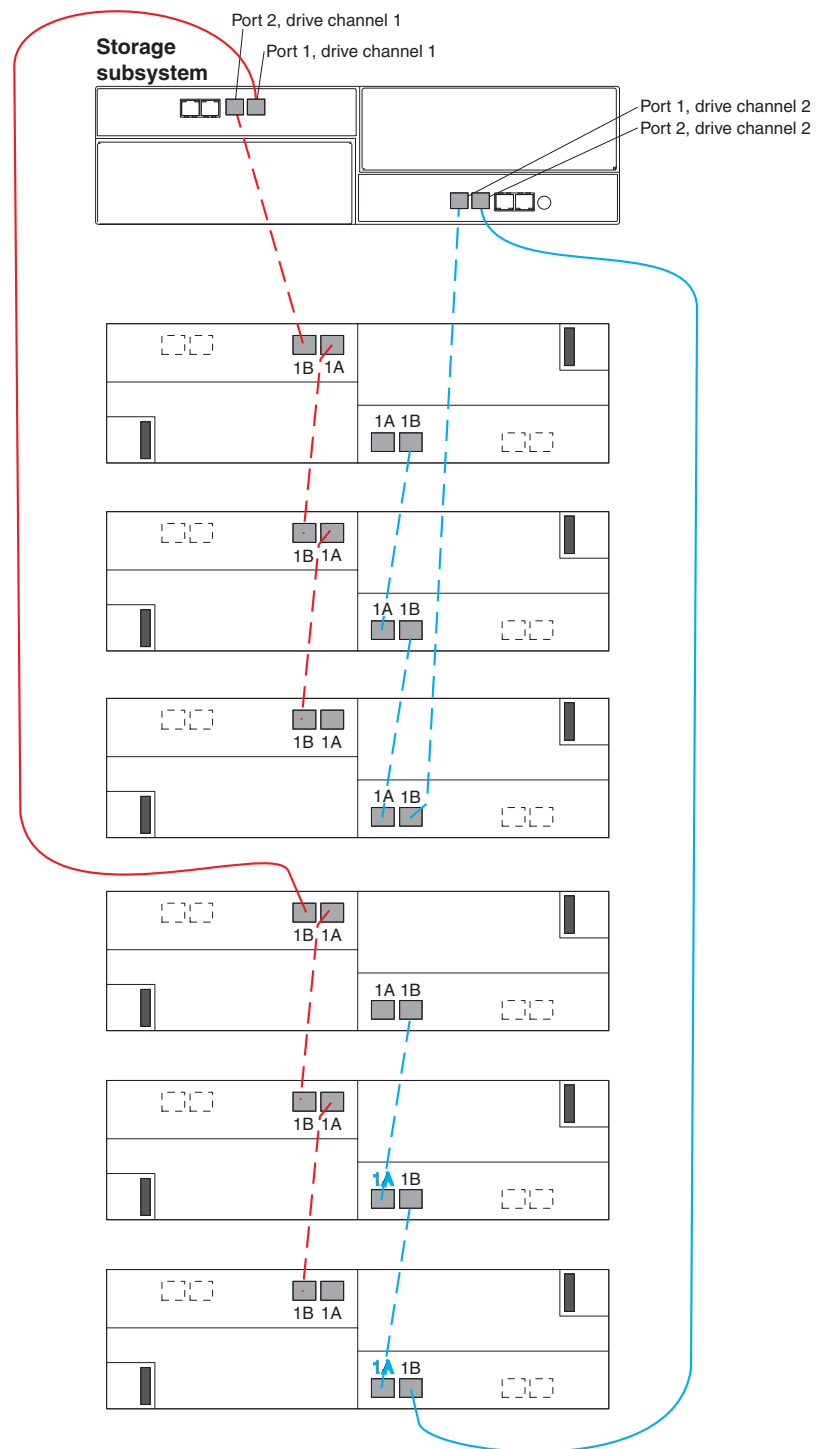 Port 2, drive channel 1
Storage
subsystem
Port 1, drive channel 1
Port 1, drive channel 2
Port 2, drive channel 2
1B 1A
1A 1B
1B 1A
1A 1B
1B 1A
1A 1B
1B 1A
1A 1B
1B 1A
1A 1B
1B 1A
1A 1B